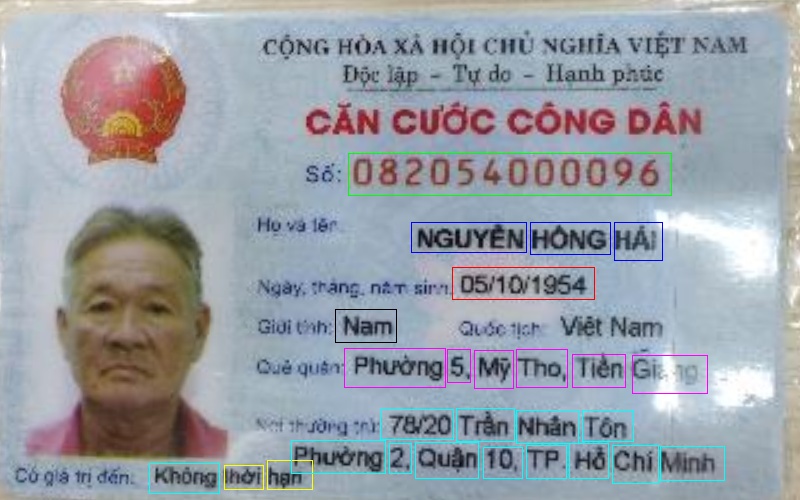 CỘNG HÒA XÃ HỘI CHỦ NGHĨA VIỆT NAM
Độc lập - Tự do - Hạnh phúc
CĂN CƯỚC CÔNG DÂN
Số: 082054000096
Họ và tên:
NGUYỄN HỒNG HẢI
Ngày, tháng, năm sinh: 05/10/1954
Giới tính: Nam Quốc tịch: Việt Nam
Quê quán: Phường 5, Mỹ Tho, Tiền Giang
Nơi thường trú: 78/20 Trần Nhân Tôn
Phường 2, Quận 10, TP. Hồ Chí Minh
Có giá trị đến: Không thời hạn